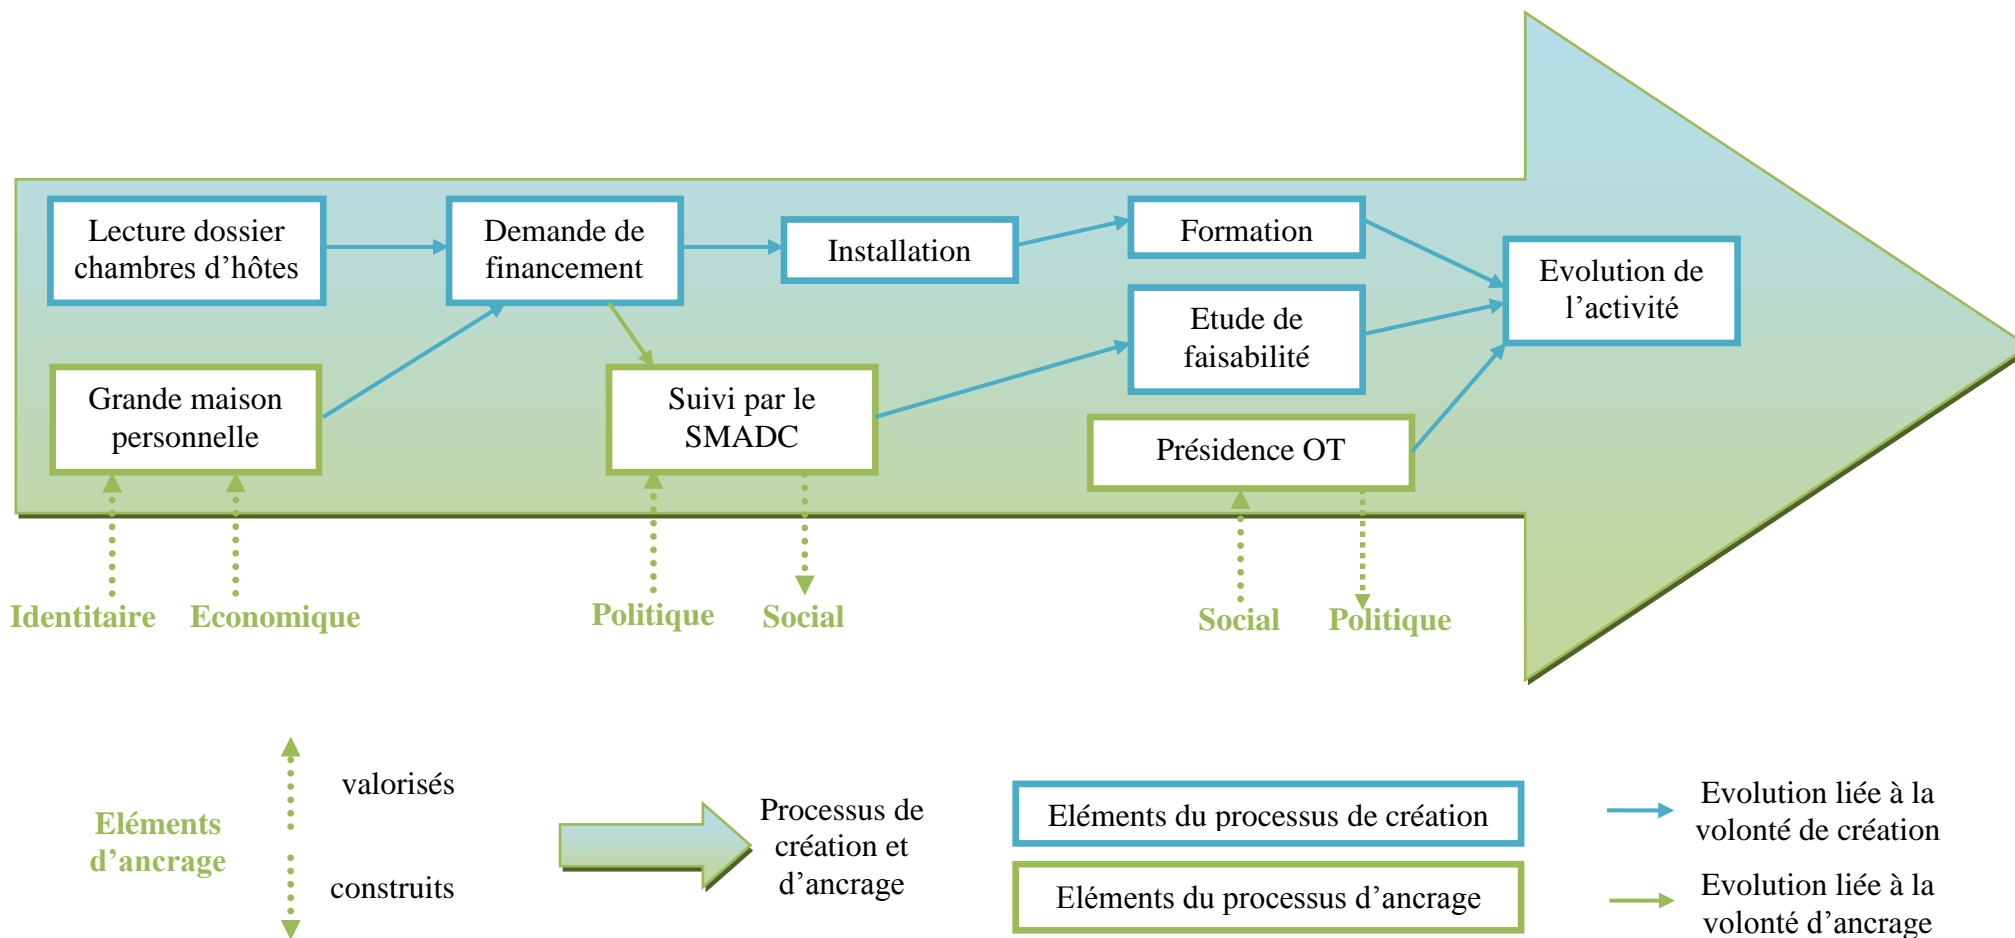 Lecture dossier
chambres d’hôtes
Demande de
financement
Installation
Formation
Evolution de
l’activité
Etude de
faisabilité
Grande maison
personnelle
Suivi par le
SMADC
Présidence OT
Identitaire
Economique
Politique
Social
Social
Politique
Eléments
d’ancrage
valorisés
construits
Processus de
création et
d’ancrage
Eléments du processus de création
Eléments du processus d’ancrage
Evolution liée à la
volonté de création
Evolution liée à la
volonté d’ancrage